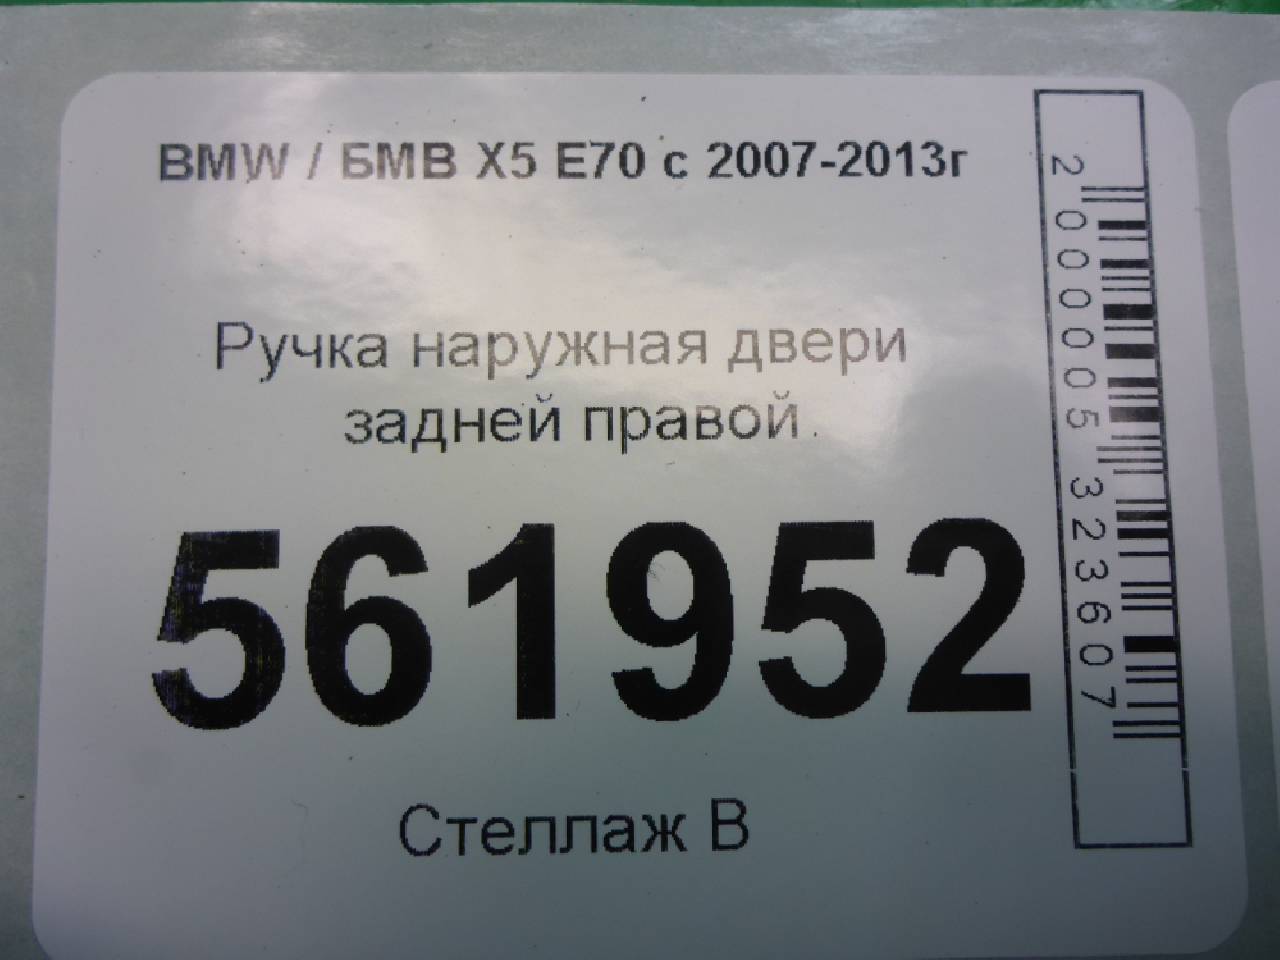 BMW / БМВ X5 E70 с 2007-2013г
Ручка наружная двери
задней правой
561952
Стеллаж В
2000005323607